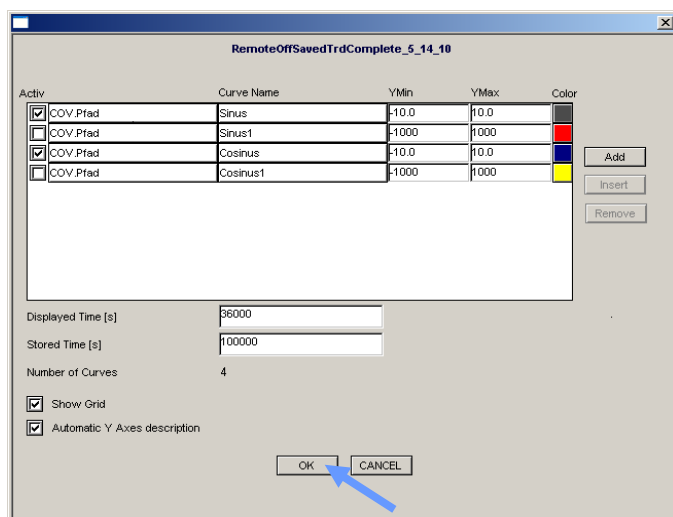 RemoteOffSavedTrdComplete_5_14_10
Activ Curve Name YMin YMax Color
COV.Pfad Sinus -10.0 10.0
COV.Pfad Sinus1 -1000 1000
COV.Pfad Cosinus -10.0 10.0
COV.Pfad Cosinus1 -1000 1000
Add
Insert
Remove
Displayed Time [s] 36000
Stored Time [s] 100000
Number of Curves 4
Show Grid
Automatic Y Axes description
OK CANCEL